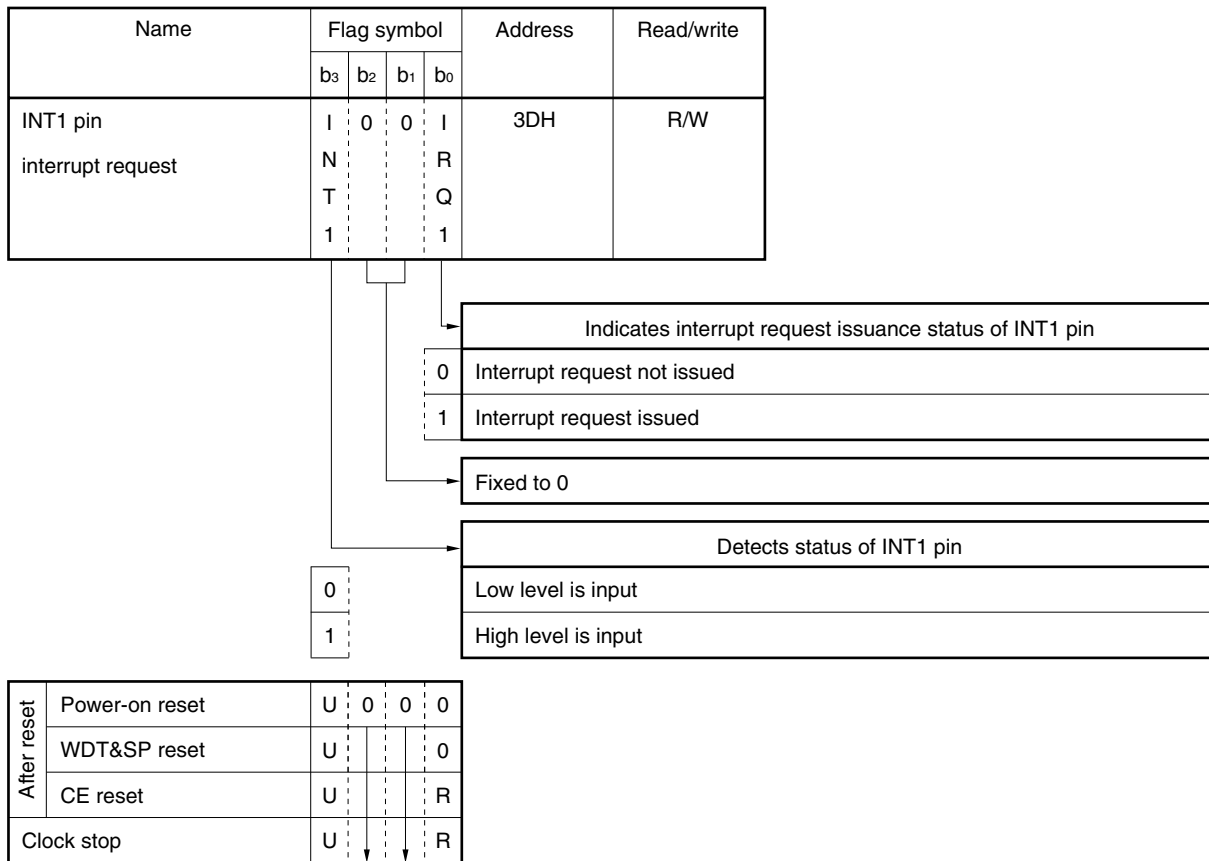 Name Flag symbol Address Read/write
b3 b2 b1 b0
INT1 pin I 0 0 I 3DH R/W
interrupt request N R
T Q
1 1
Indicates interrupt request issuance status of INT1 pin
0 Interrupt request not issued
1 Interrupt request issued
Fixed to 0
Detects status of INT1 pin
0 Low level is input
1 High level is input
After reset
Power-on reset U 0 0 0
WDT&SP reset U 0
CE reset U R
Clock stop U R